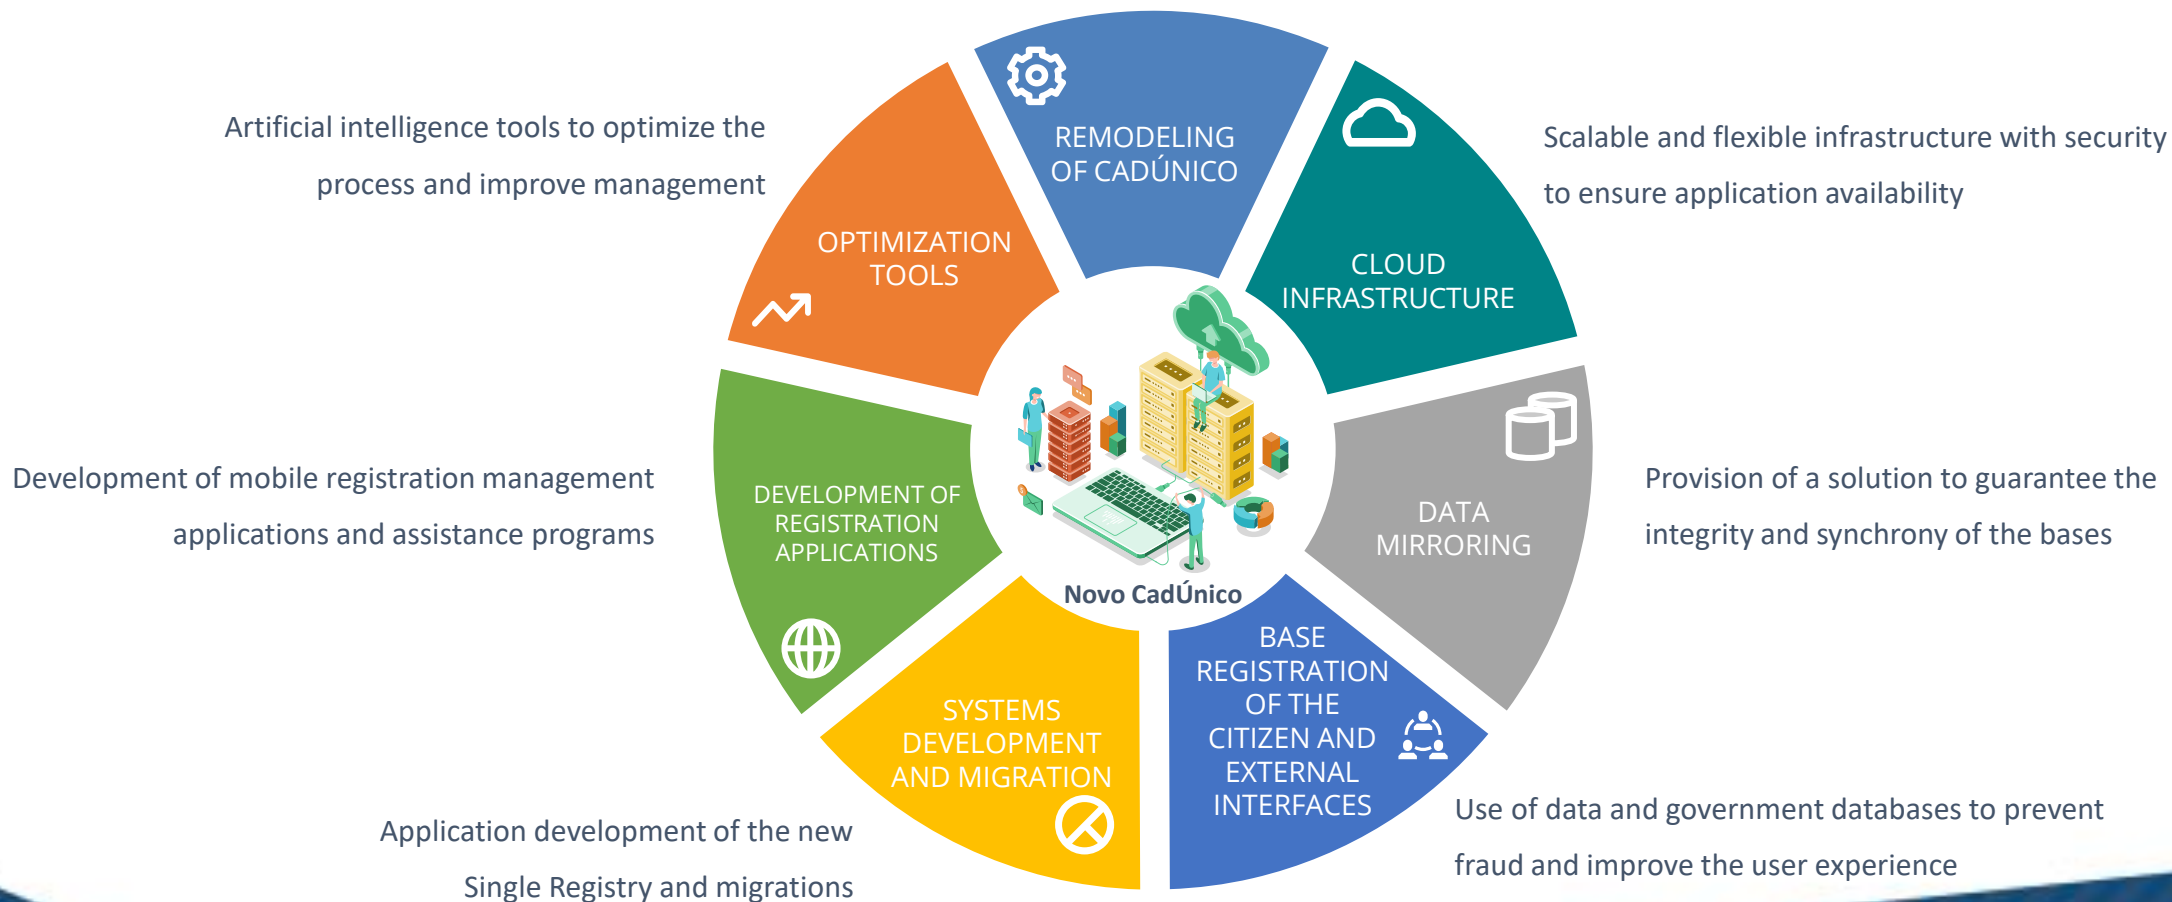 REMODELING
OF CADÚNICO
Artificial intelligence tools to optimize the
process and improve management
OPTIMIZATION
TOOLS
CLOUD
INFRASTRUCTURE
Scalable and flexible infrastructure with security
to ensure application availability
Development of mobile registration management
applications and assistance programs
DEVELOPMENT OF
REGISTRATION
APPLICATIONS
Novo CadÚnico
DATA
MIRRORING
Provision of a solution to guarantee the
integrity and synchrony of the bases
SYSTEMS
DEVELOPMENT
AND MIGRATION
Application development of the new
Single Registry and migrations
BASE
REGISTRATION
OF THE
CITIZEN AND
EXTERNAL
INTERFACES
Use of data and government databases to prevent
fraud and improve the user experience